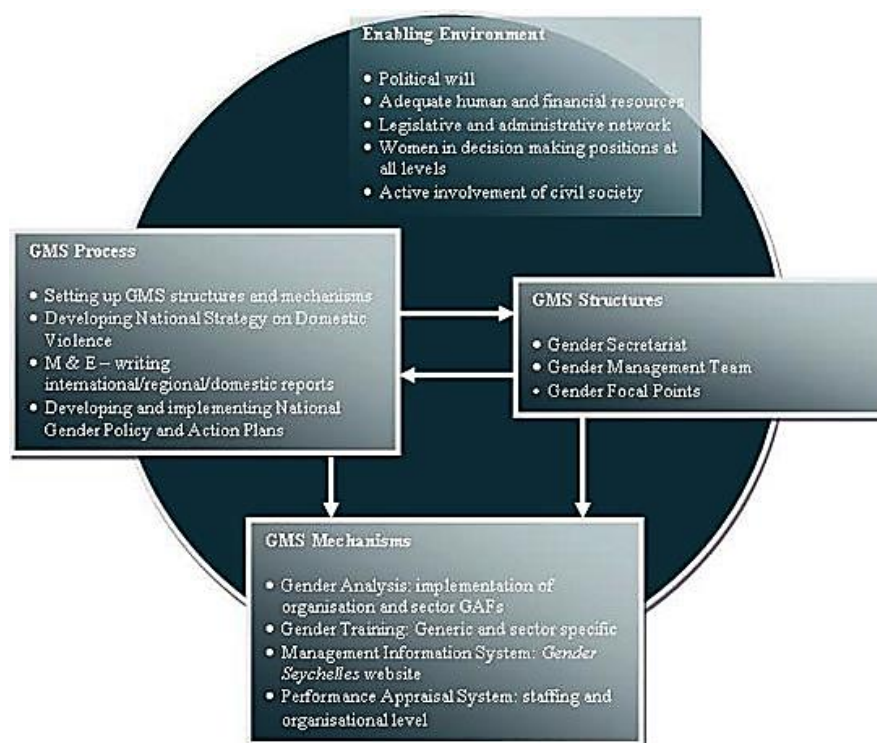 Enabling Environment
• Political will
• Adequate human and financial resources
• Legislative and administrative network
• Women in decision making positions at
all levels
• Active involvement of civil society
GMS Process
• Setting up GMS structures and mechanisms
• Developing National Strategy on Domestic
Violence
• M & E – writing
international/regional/domestic reports
• Developing and implementing National
Gender Policy and Action Plans
GMS Structures
• Gender Secretariat
• Gender Management Team
• Gender Focal Points
GMS Mechanisms
• Gender Analysis: implementation of
organisation and sector GAFs
• Gender Training: Generic and sector specific
• Management Information System: Gender
Seychelles website
• Performance Appraisal System: staffing and
organisational level